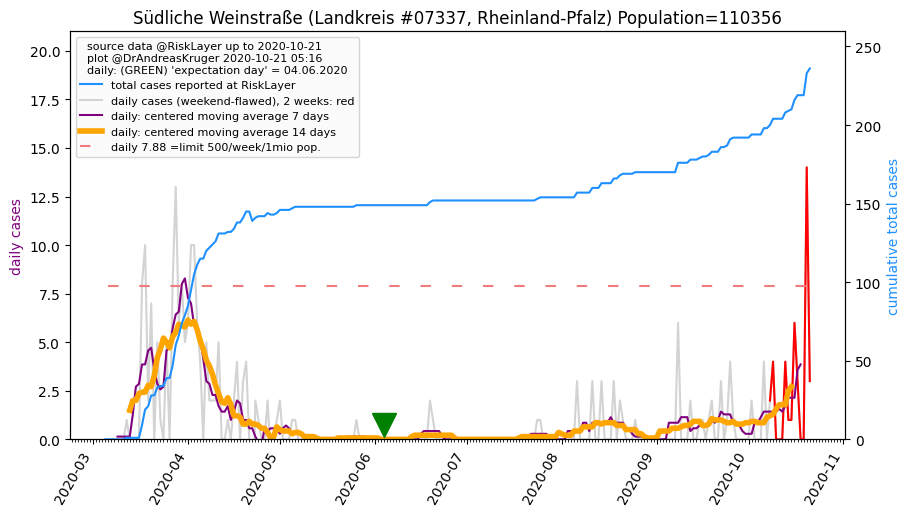 Südliche Weinstraße (Landkreis #07337, Rheinland-Pfalz) Population=110356
source data @RiskLayer up to 2020-10-21
plot @DrAndreasKruger 2020-10-21 05:16
daily: (GREEN) 'expectation day' = 04.06.2020
total cases reported at RiskLayer
daily cases (weekend-flawed), 2 weeks: red
daily: centered moving average 7 days
daily: centered moving average 14 days
daily 7.88 =limit 500/week/1mio pop.
daily cases
20.0
17.5
15.0
12.5
10.0
7.5
5.0
2.5
0.0
cumulative total cases
250
200
150
100
50
0
2020-03
2020-04
2020-05
2020-06
2020-07
2020-08
2020-09
2020-10
2020-11